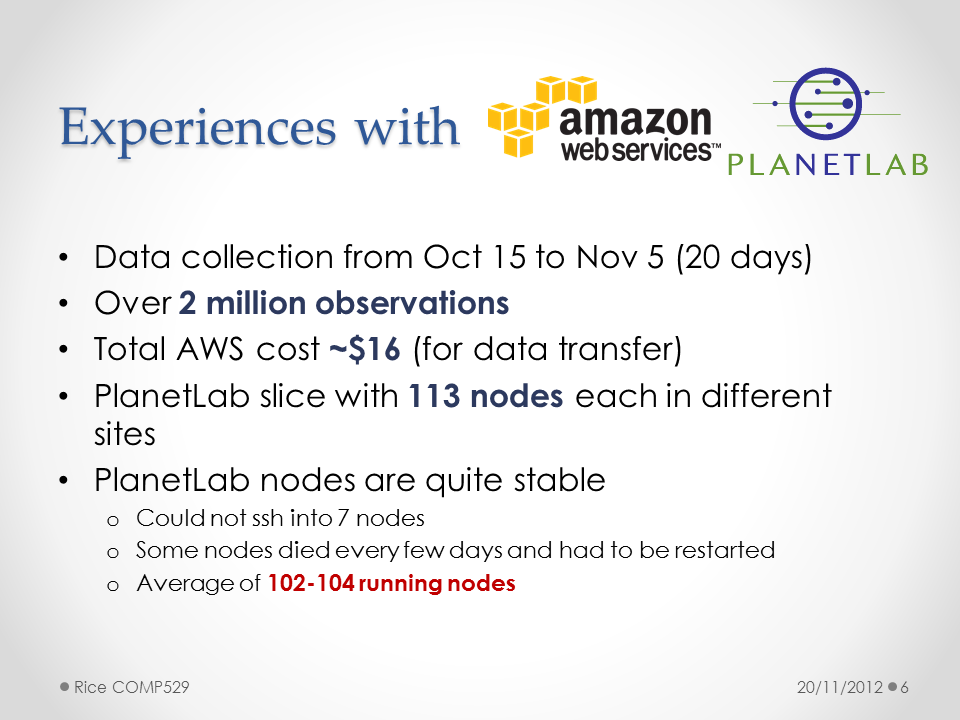 Experiences with
amazon
web services™
PLANETLAB
• Data collection from Oct 15 to Nov 5 (20 days)
• Over 2 million observations
• Total AWS cost ~$16 (for data transfer)
• PlanetLab slice with 113 nodes each in different
sites
• PlanetLab nodes are quite stable
o Could not ssh into 7 nodes
o Some nodes died every few days and had to be restarted
o Average of 102-104 running nodes
Rice COMP529
20/11/2012 6